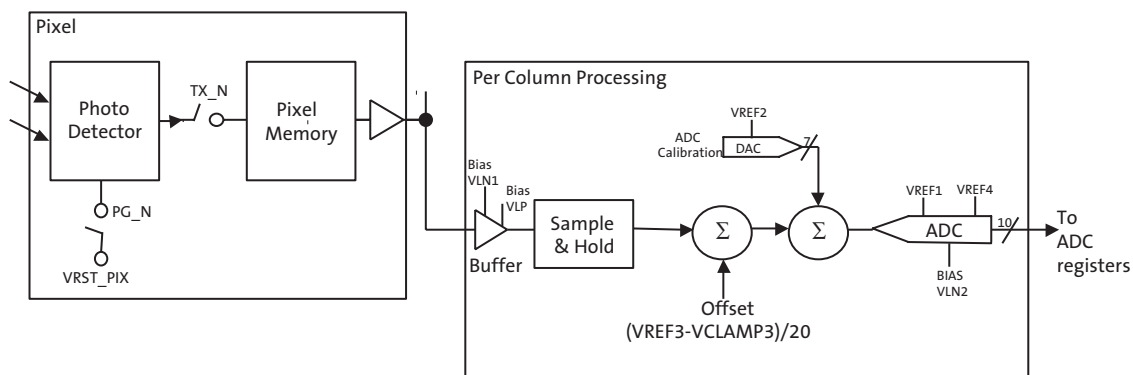 Pixel
Photo
Detector
TX_N
Pixel
Memory
PG_N
VRST_PIX
Per Column Processing
VREF2
ADC
Calibration
DAC
7
Bias
VLN1
Bias
VLP
Buffer
Sample
& Hold
Σ
Σ
Offset
(VREF3-VCLAMP3)/20
VREF1
VREF4
ADC
BIAS
VLN2
10
To
ADC
registers